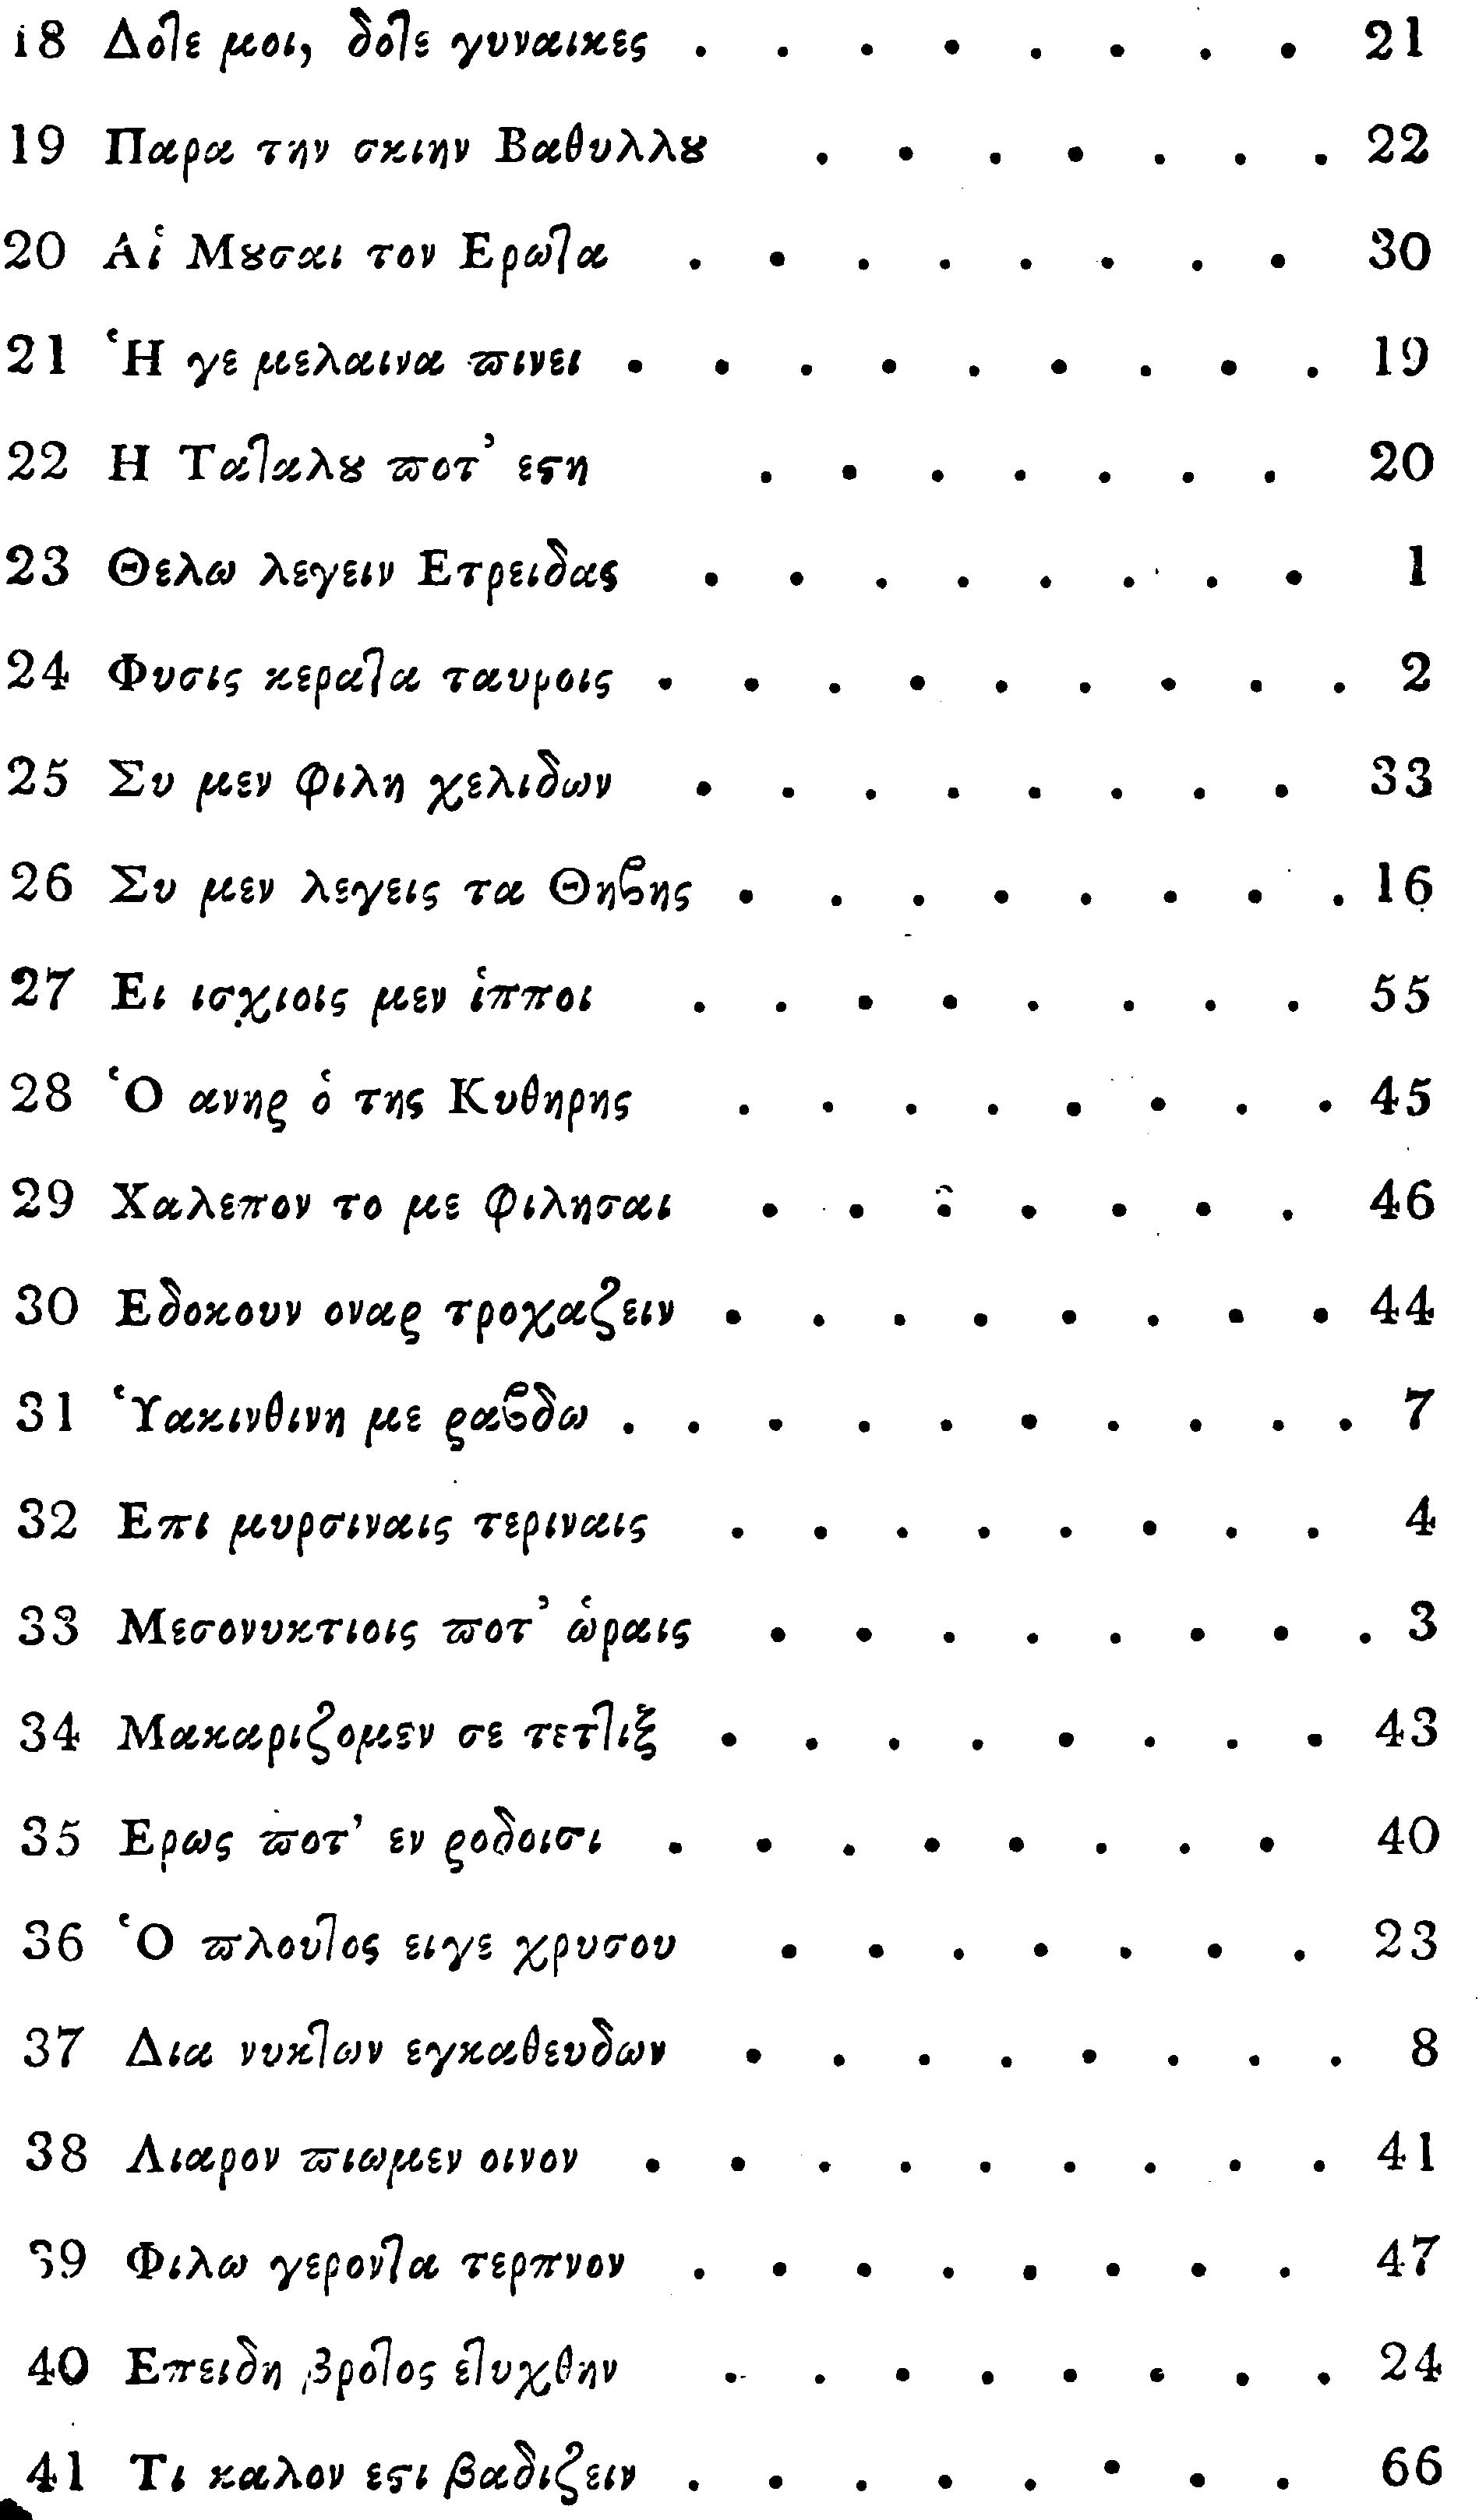 18 Δοτε μοι, δοτε γυναικες . . . . . . . . 21
19 Παρα την σκιην Βαθυλλȣ . . . . . . . 22
20 Αἱ Μȣσαι τον Ερωτα . . . . . . . . 30
21 Ἡ γε μελαινα ϖινει . . . . . . . . . 19
22 Η Ταταλȣ ϖοτ’ εϛη . . . . . . . 20
23 Θελω λεγειν Ετρειδας . . . . . . . . 1
24 Φυσις κερατα ταυροις . . . . . . . . . 2
25 Συ μεν φιλη χελιδων . . . . . . . . 33
26 Συ μεν λεγεις τα Θηϐης . . . . . . . . 16
27 Ει ισχιοις μεν ἱπποι . . . . . . . . 55
28 Ὁ ανηρ ὁ της Κυθηρης . . . . . . . . 45
29 Χαλεπον το με φιλησαι . . . . . . . 46
30 Εδοκουν οναρ τροχαζειν . . . . . . . . 44
31 Ὑακινθινη με ραϐδω . . . . . . . . . . 7
32 Επι μυρσιναις τεριναις . . . . . . . . 4
33 Μεσονυκτιοις ϖοτ’ ὡραις . . . . . . . . 3
34 Μακαριζομεν σε τεττιξ . . . . . . . . 43
35 Ερως ϖοτ’ εν ροδοισι . . . . . . . . 40
36 Ὁ ϖλουτος ειγε χρυσου . . . . . . . 23
37 Δια νυκτων εγκαθευδων . . . . . . . . 8
38 Λιαρον ϖιωμεν οινον . . . . . . . . . 41
39 Φιλω γεροντα τερπνον . . . . . . . . 47
40 Επειδη βροτος ετυχθην . . . . . . . . 24
41 Τι καλον εϛι βαδιζειν . . . . . . . . 66